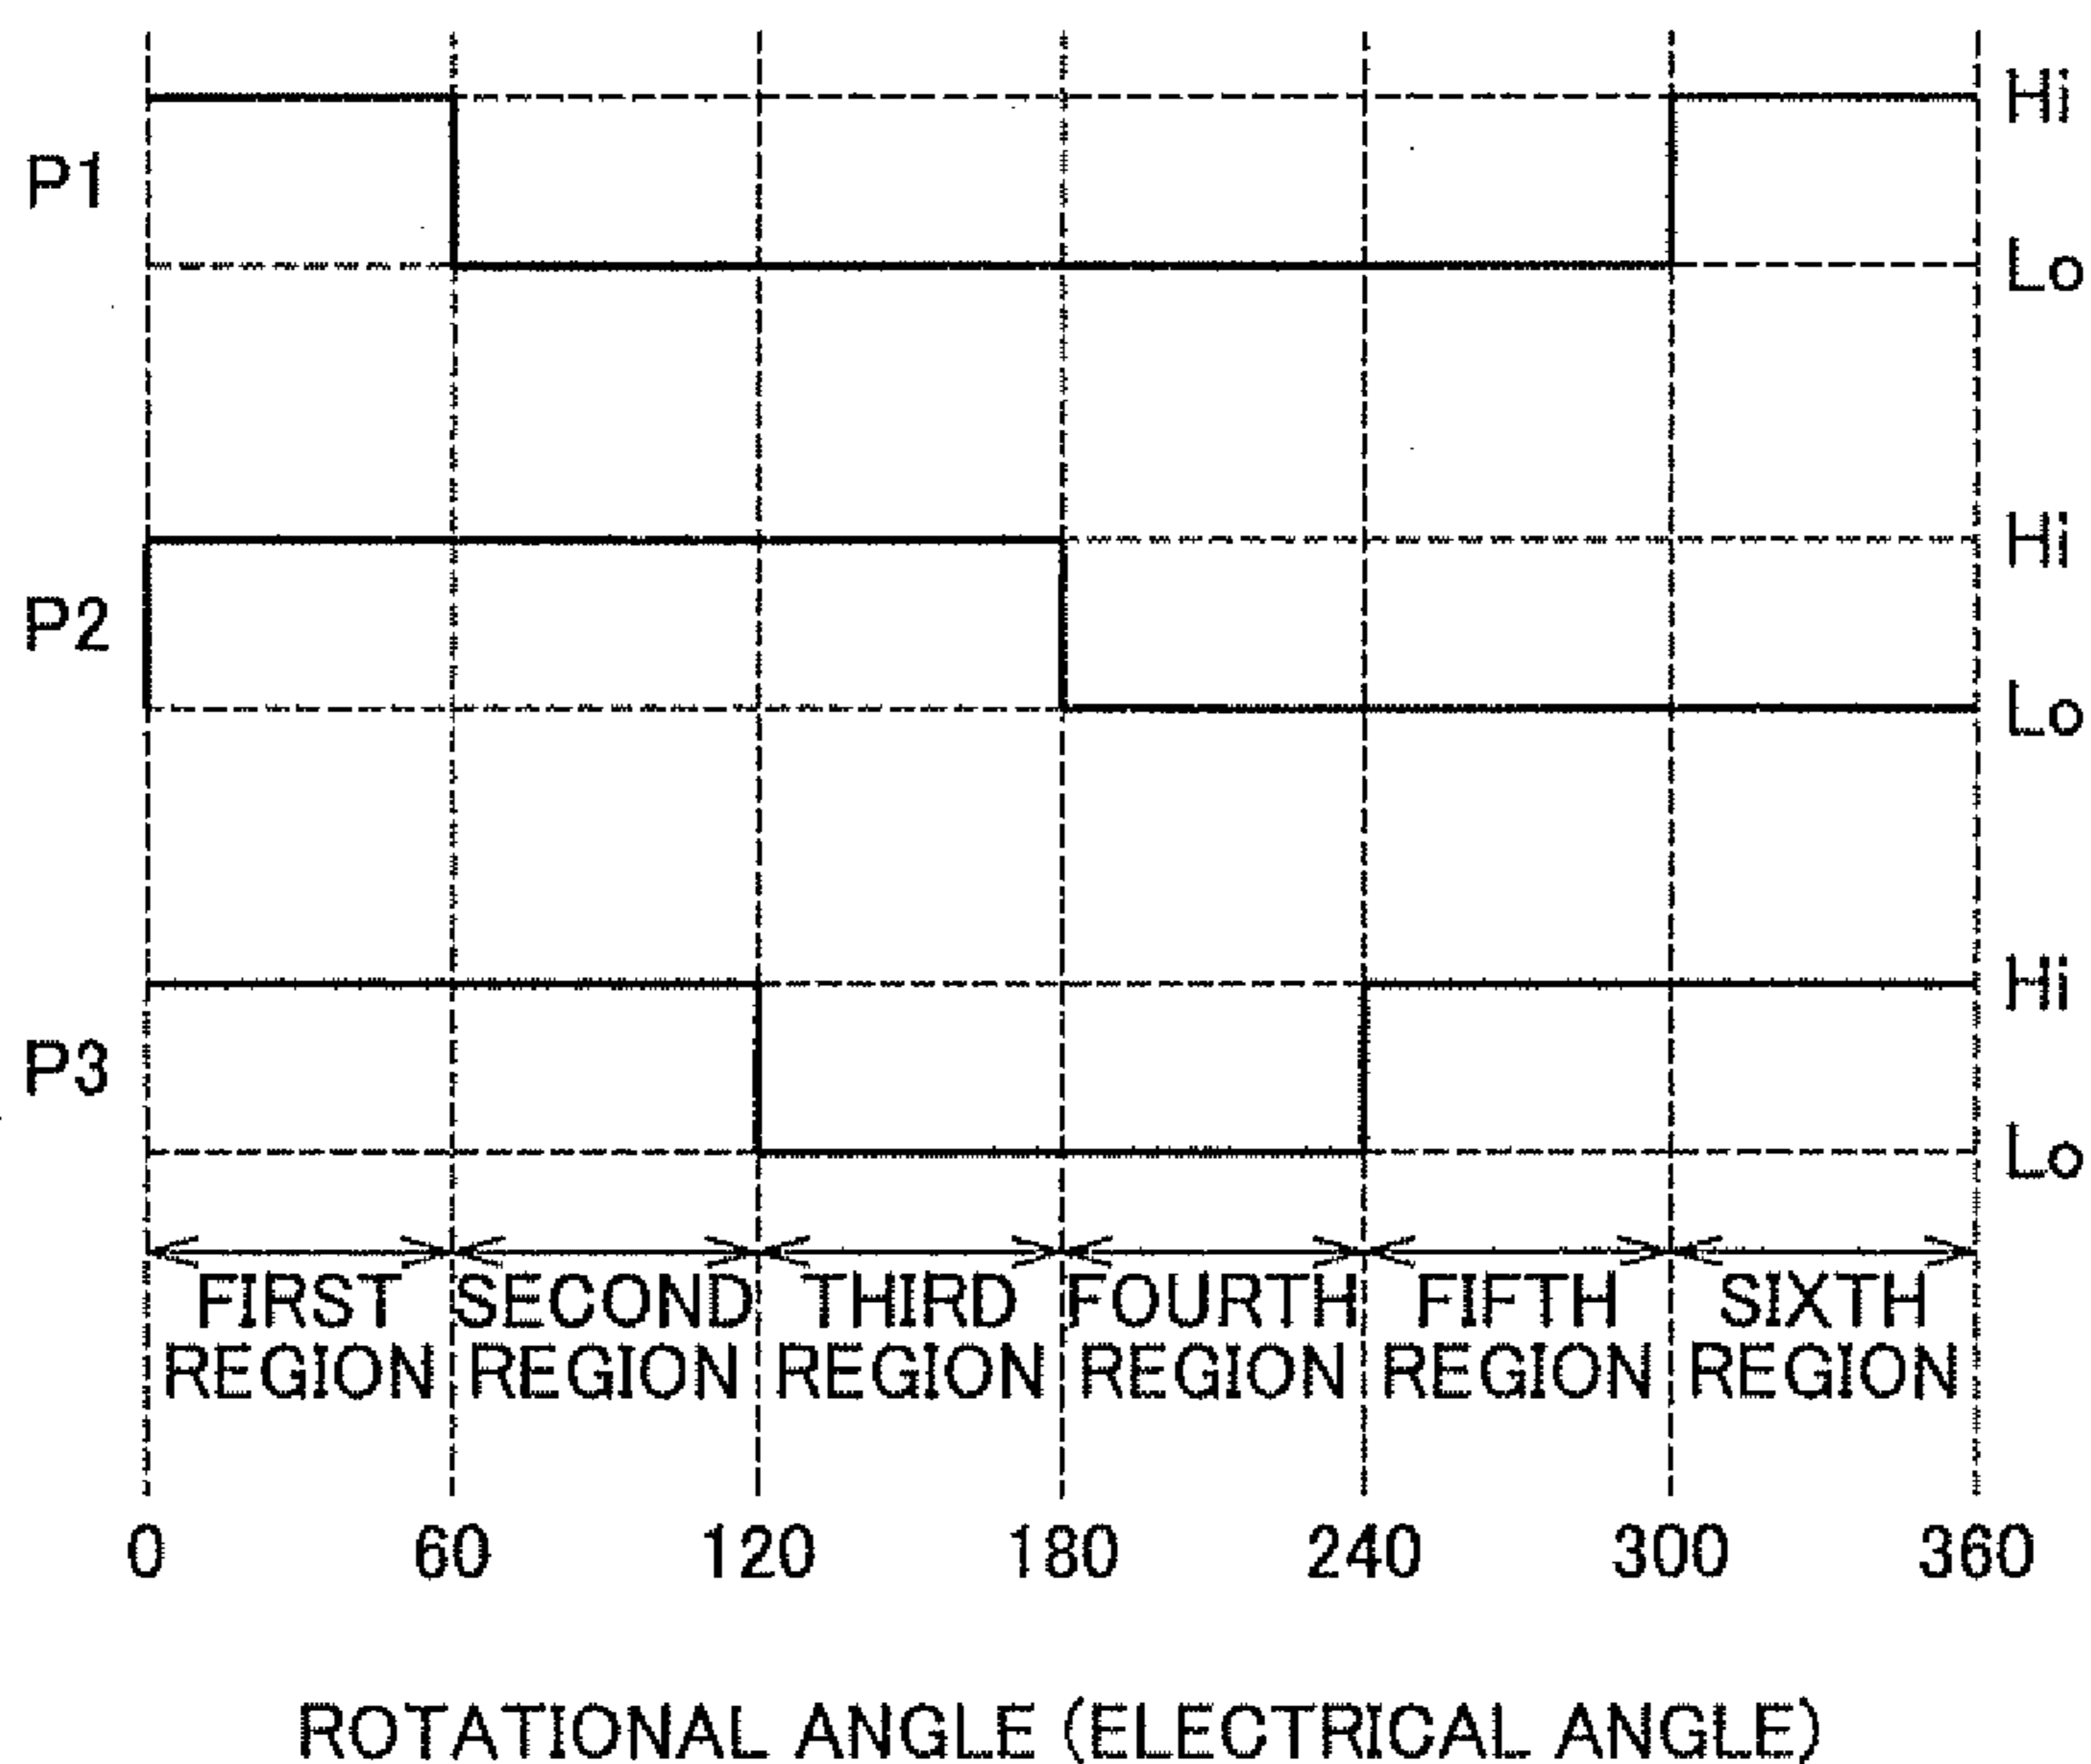 Hi
P1
Lo
Hi
P2
Lo
Hi
P3
Lo
FIRST REGION
SECOND REGION
THIRD REGION
FOURTH REGION
FIFTH REGION
SIXTH REGION
0 60 120 180 240 300 360
ROTATIONAL ANGLE (ELECTRICAL ANGLE)